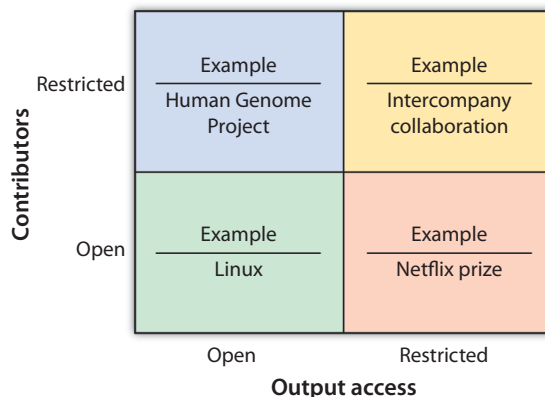 Contributors
Restricted
Example
Human Genome
Project
Example
Intercompany
collaboration
Open
Example
Linux
Example
Netflix prize
Open
Restricted
Output access